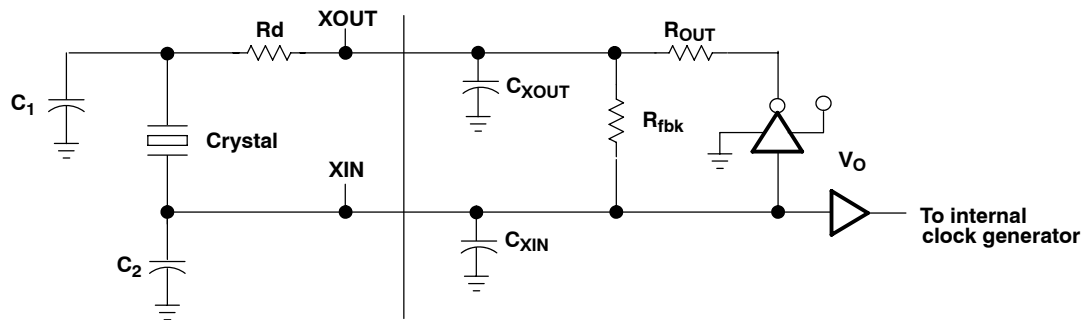 XOUT
Rd
ROUT
C1
CXOUT
Rfbk
Crystal
XIN
VO
C2
CXIN
To internal
clock generator